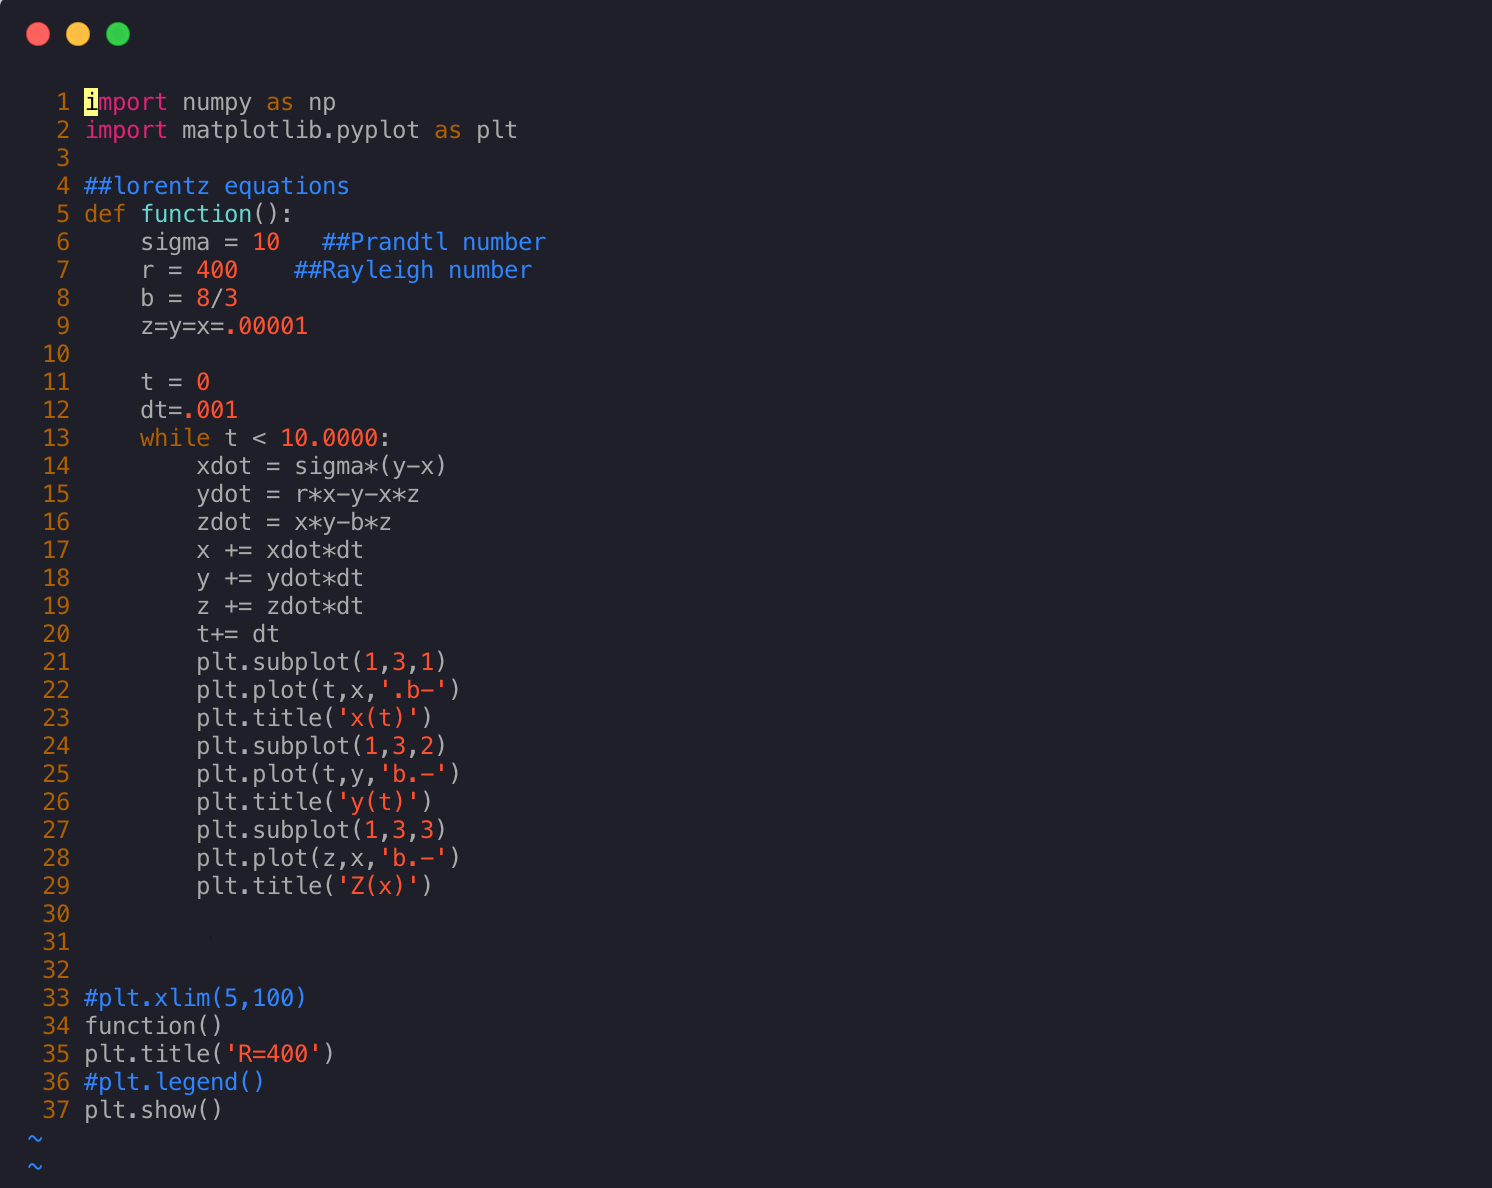 1 import numpy as np
2 import matplotlib.pyplot as plt
3
4 ##lorentz equations
5 def function():
6     sigma = 10   ##Prandtl number
7     r = 400    ##Rayleigh number
8     b = 8/3
9     z=y=x=.00001
10
11     t = 0
12     dt=.001
13     while t < 10.0000:
14         xdot = sigma*(y-x)
15         ydot = r*x-y-x*z
16         zdot = x*y-b*z
17         x += xdot*dt
18         y += ydot*dt
19         z += zdot*dt
20         t+= dt
21         plt.subplot(1,3,1)
22         plt.plot(t,x,'.b-')
23         plt.title('x(t)')
24         plt.subplot(1,3,2)
25         plt.plot(t,y,'b.-')
26         plt.title('y(t)')
27         plt.subplot(1,3,3)
28         plt.plot(z,x,'b.-')
29         plt.title('Z(x)')
30
31
32
33 #plt.xlim(5,100)
34 function()
35 plt.title('R=400')
36 #plt.legend()
37 plt.show()
~
~